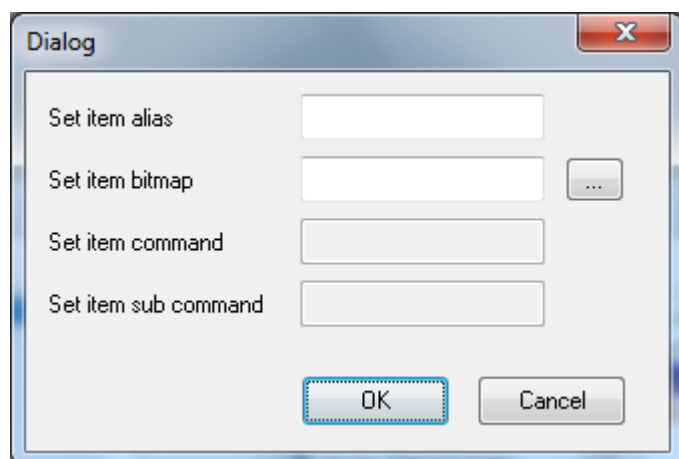 Dialog
Set item alias
Set item bitmap ...
Set item command
Set item sub command
OK Cancel